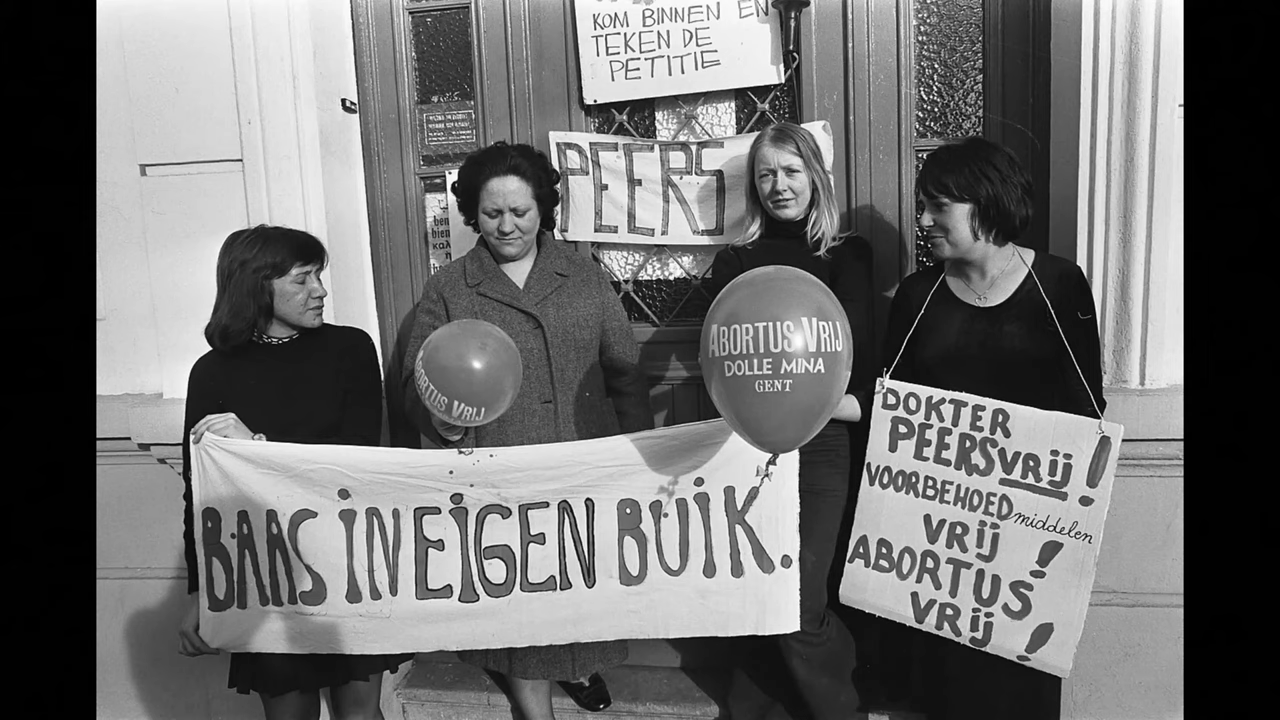 KOM BINNEN EN
TEKEN DE
PETITIE
PEERS
ABORTUS VRIJ
ABORTUS VRIJ
DOLLE MINA
GENT
BAAS IN EIGEN BUIK.
DOKTER
PEERS VRIJ!
VOORBEHOEDmiddelen
VRIJ!
ABORTUS
VRIJ!